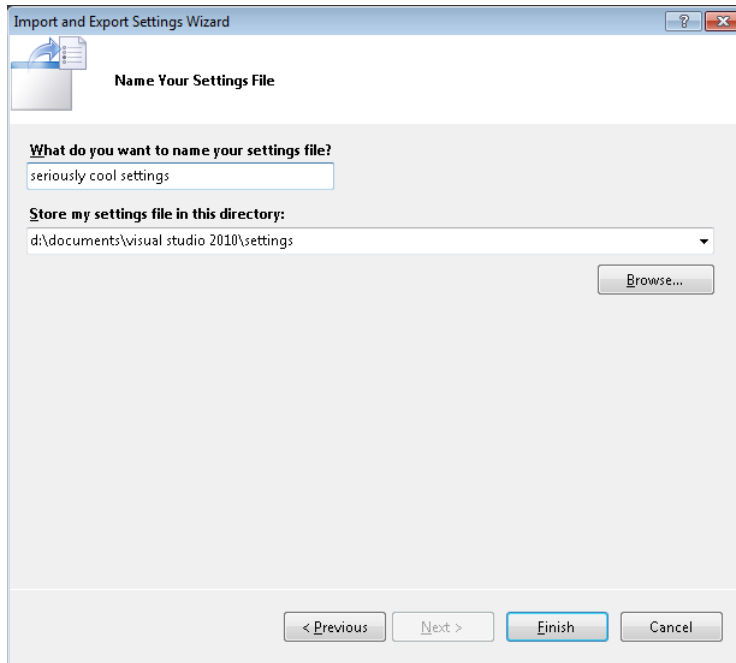 Import and Export Settings Wizard
Name Your Settings File
What do you want to name your settings file?
seriously cool settings
Store my settings file in this directory:
d:\documents\visual studio 2010\settings
Browse...
< Previous Next > Finish Cancel